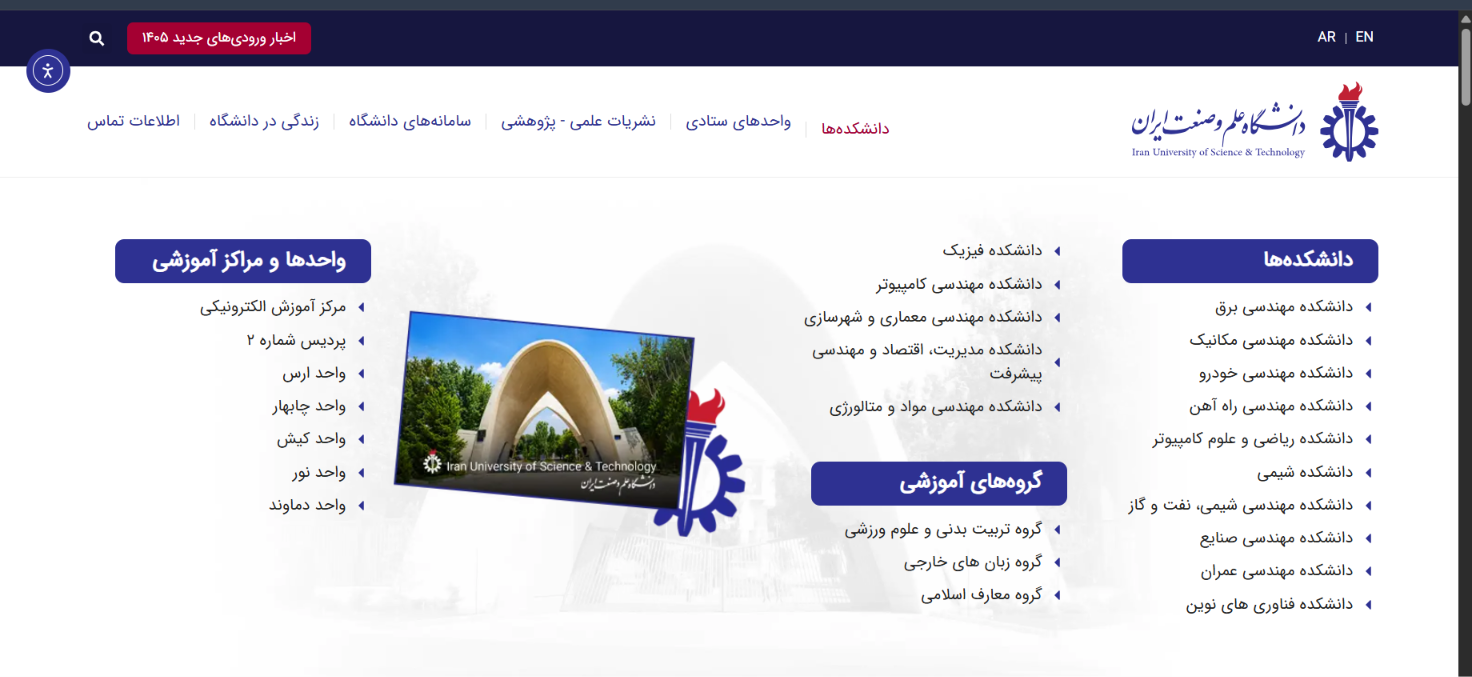 EN | AR
اخبار ورودی‌های جدید ۱۴۰۵
دانشگاه علم و صنعت ایران
Iran University of Science & Technology
دانشکده‌ها
واحدهای ستادی
نشریات علمی - پژوهشی
سامانه‌های دانشگاه
زندگی در دانشگاه
اطلاعات تماس
دانشکده‌ها
دانشکده مهندسی برق
دانشکده مهندسی مکانیک
دانشکده مهندسی خودرو
دانشکده مهندسی راه آهن
دانشکده ریاضی و علوم کامپیوتر
دانشکده شیمی
دانشکده مهندسی شیمی، نفت و گاز
دانشکده مهندسی صنایع
دانشکده مهندسی عمران
دانشکده فناوری های نوین
دانشکده فیزیک
دانشکده مهندسی کامپیوتر
دانشکده مهندسی معماری و شهرسازی
دانشکده مدیریت، اقتصاد و مهندسی
پیشرفت
دانشکده مهندسی مواد و متالورژی
گروه‌های آموزشی
گروه تربیت بدنی و علوم ورزشی
گروه زبان های خارجی
گروه معارف اسلامی
Iran University of Science & Technology
دانشگاه علم و صنعت ایران
واحدها و مراکز آموزشی
مرکز آموزش الکترونیکی
پردیس شماره ۲
واحد ارس
واحد چابهار
واحد کیش
واحد نور
واحد دماوند